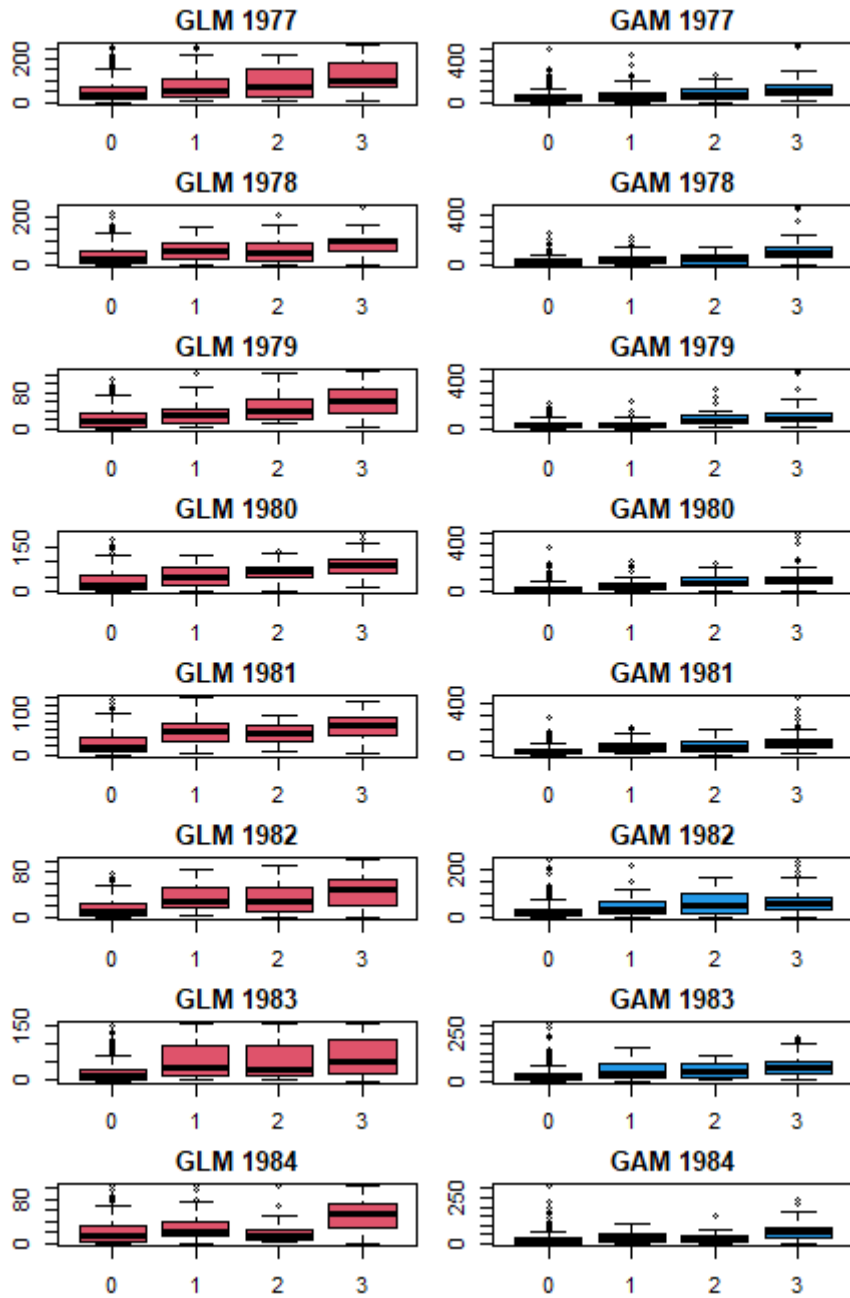 GLM 1977 GAM 1977
200 400
0 0
0 1 2 3 0 1 2 3
GLM 1978 GAM 1978
200 400
0 0
0 1 2 3 0 1 2 3
GLM 1979 GAM 1979
80 400
0 0
0 1 2 3 0 1 2 3
GLM 1980 GAM 1980
150 400
0 0
0 1 2 3 0 1 2 3
GLM 1981 GAM 1981
100 400
0 0
0 1 2 3 0 1 2 3
GLM 1982 GAM 1982
80 200
0 0
0 1 2 3 0 1 2 3
GLM 1983 GAM 1983
150 250
0 0
0 1 2 3 0 1 2 3
GLM 1984 GAM 1984
80 250
0 0
0 1 2 3 0 1 2 3